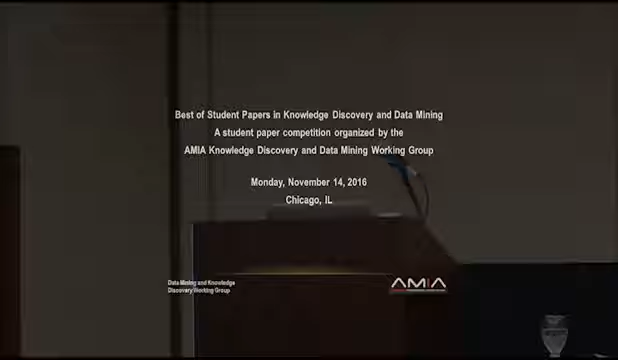 Best of Student Papers in Knowledge Discovery and Data Mining
A student paper competition organized by the
AMIA Knowledge Discovery and Data Mining Working Group
Monday, November 14, 2016
Chicago, IL
Data Mining and Knowledge
Discovery Working Group
AMIA